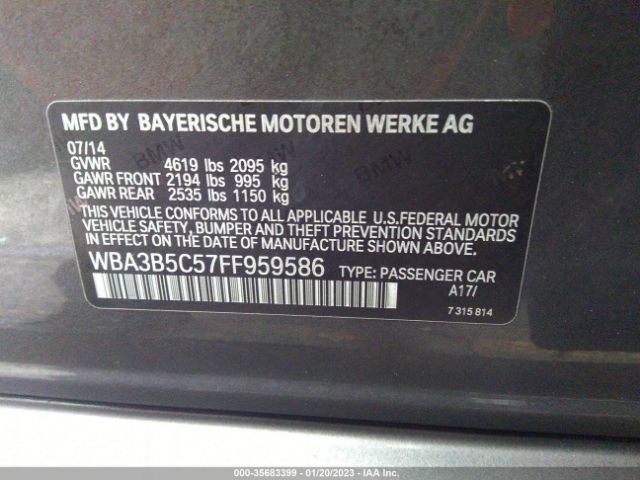 MFD BY BAYERISCHE MOTOREN WERKE AG
07/14
GVWR 4619 lbs 2095 kg
GAWR FRONT 2194 lbs 995 kg
GAWR REAR 2535 lbs 1150 kg
THIS VEHICLE CONFORMS TO ALL APPLICABLE U.S.FEDERAL MOTOR
VEHICLE SAFETY, BUMPER AND THEFT PREVENTION STANDARDS
IN EFFECT ON THE DATE OF MANUFACTURE SHOWN ABOVE.
WBA3B5C57FF959586 TYPE: PASSENGER CAR
A17/
7 315 814
000-35683399 - 01/20/2023 - IAAI.com